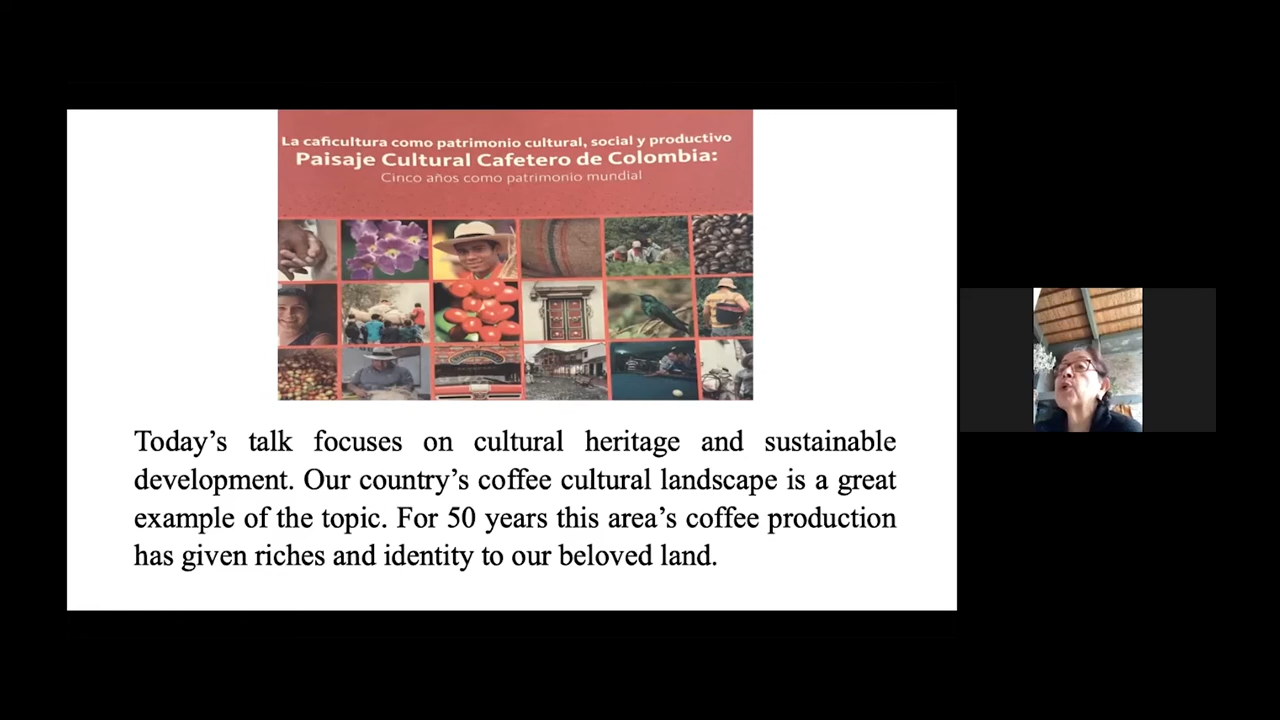 La caficultura como patrimonio cultural, social y productivo
Paisaje Cultural Cafetero de Colombia:
Cinco años como patrimonio mundial
Today’s talk focuses on cultural heritage and sustainable
development. Our country’s coffee cultural landscape is a great
example of the topic. For 50 years this area’s coffee production
has given riches and identity to our beloved land.